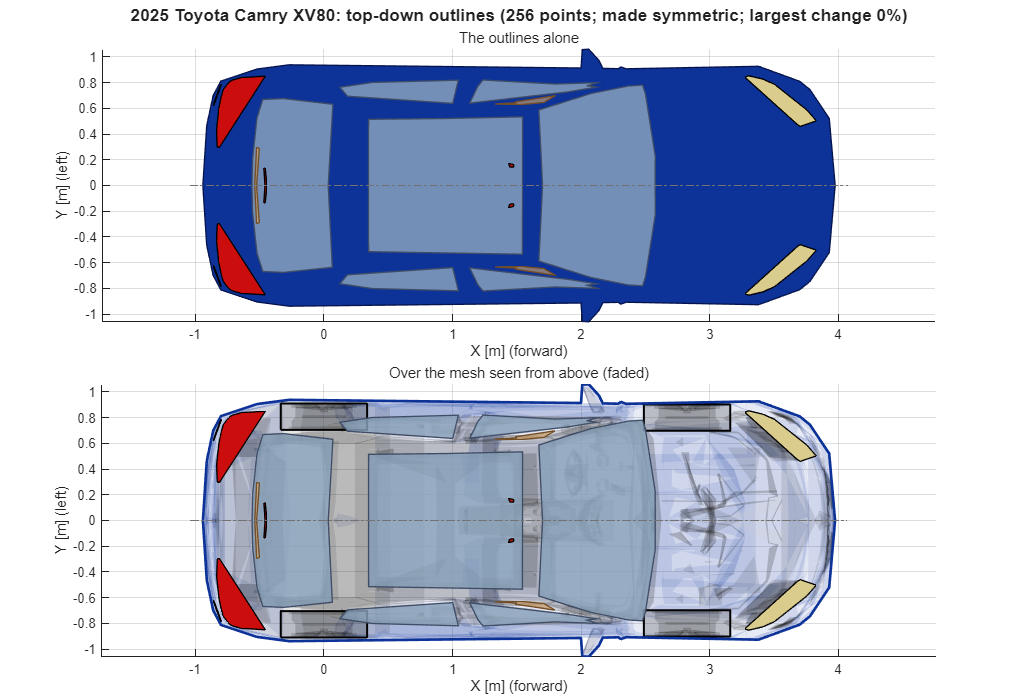 2025 Toyota Camry XV80: top-down outlines (256 points; made symmetric; largest change 0%)
The outlines alone
1
0.8
0.6
0.4
0.2
0
-0.2
-0.4
-0.6
-0.8
-1
Y [m] (left)
-1 0 1 2 3 4
X [m] (forward)
Over the mesh seen from above (faded)
1
0.8
0.6
0.4
0.2
0
-0.2
-0.4
-0.6
-0.8
-1
Y [m] (left)
-1 0 1 2 3 4
X [m] (forward)